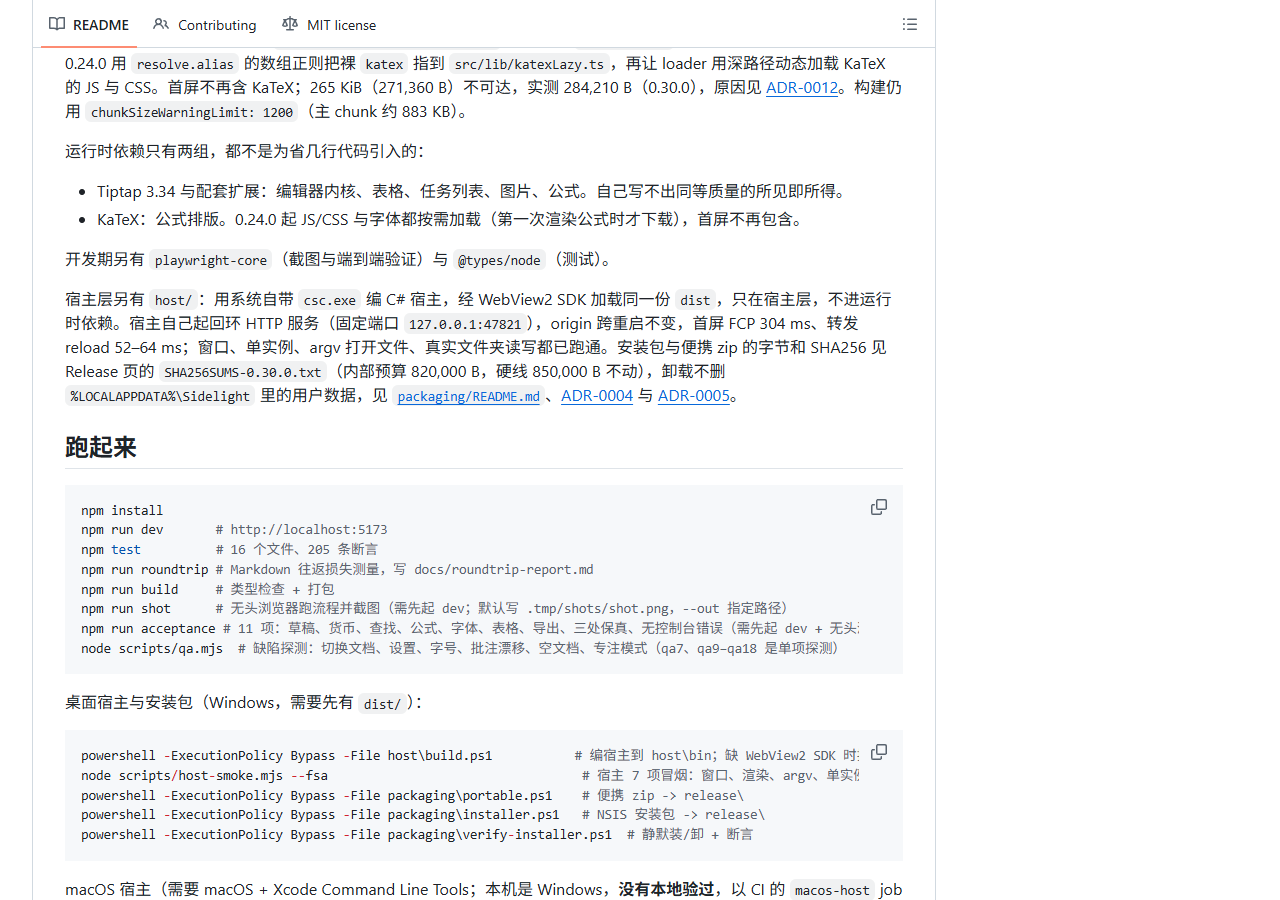 README Contributing MIT license
0.24.0 用 resolve.alias 的数组正则把裸 katex 指到 src/lib/katexLazy.ts，再让 loader 用深路径动态加载 KaTeX
的 JS 与 CSS。首屏不再含 KaTeX；265 KiB（271,360 B）不可达，实测 284,210 B（0.30.0），原因见 ADR-0012。构建仍
用 chunkSizeWarningLimit: 1200（主 chunk 约 883 KB）。
运行时依赖只有两组，都不是为省几行代码引入的：
• Tiptap 3.34 与配套扩展：编辑器内核、表格、任务列表、图片、公式。自己写不出同等质量的所见即所得。
• KaTeX：公式排版。0.24.0 起 JS/CSS 与字体都按需加载（第一次渲染公式时才下载），首屏不再包含。
开发期另有 playwright-core（截图与端到端验证）与 @types/node（测试）。
宿主层另有 host/：用系统自带 csc.exe 编 C# 宿主，经 WebView2 SDK 加载同一份 dist，只在宿主层，不进运行
时依赖。宿主自己起回环 HTTP 服务（固定端口 127.0.0.1:47821），origin 跨重启不变，首屏 FCP 304 ms、转发
reload 52–64 ms；窗口、单实例、argv 打开文件、真实文件夹读写都已跑通。安装包与便携 zip 的字节和 SHA256 见
Release 页的 SHA256SUMS-0.30.0.txt（内部预算 820,000 B，硬线 850,000 B 不动），卸载不删
%LOCALAPPDATA%\Sidelight 里的用户数据，见 packaging/README.md、ADR-0004 与 ADR-0005。
跑起来
npm install
npm run dev # http://localhost:5173
npm test # 16 个文件、205 条断言
npm run roundtrip # Markdown 往返损失测量，写 docs/roundtrip-report.md
npm run build # 类型检查 + 打包
npm run shot # 无头浏览器跑流程并截图（需先起 dev；默认写 .tmp/shots/shot.png，--out 指定路径）
npm run acceptance # 11 项：草稿、货币、查找、公式、字体、表格、导出、三处保真、无控制台错误（需先起 dev + 无头
node scripts/qa.mjs # 缺陷探测：切换文档、设置、字号、批注漂移、空文档、专注模式（qa7、qa9–qa18 是单项探测）
桌面宿主与安装包（Windows，需要先有 dist/）：
powershell -ExecutionPolicy Bypass -File host\build.ps1 # 编宿主到 host\bin；缺 WebView2 SDK 时
node scripts/host-smoke.mjs --fsa # 宿主 7 项冒烟：窗口、渲染、argv、单实
powershell -ExecutionPolicy Bypass -File packaging\portable.ps1 # 便携 zip -> release\
powershell -ExecutionPolicy Bypass -File packaging\installer.ps1 # NSIS 安装包 -> release\
powershell -ExecutionPolicy Bypass -File packaging\verify-installer.ps1 # 静默装/卸 + 断言
macOS 宿主（需要 macOS + Xcode Command Line Tools；本机是 Windows，没有本地验过，以 CI 的 macos-host job